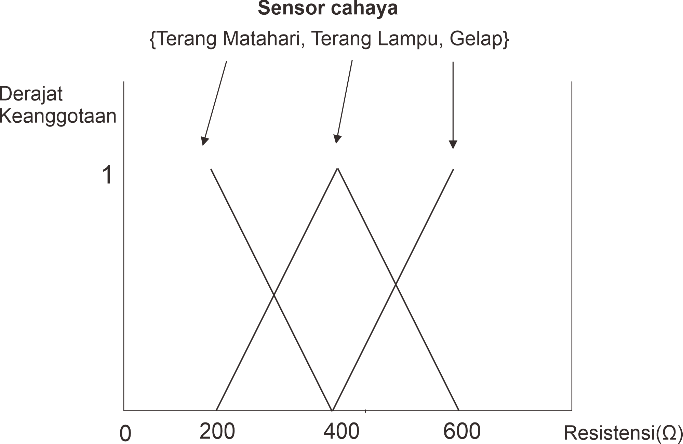 Sensor cahaya
{Terang Matahari, Terang Lampu, Gelap}
Derajat
Keanggotaan
1
0 200 400 600 Resistensi(Ω)